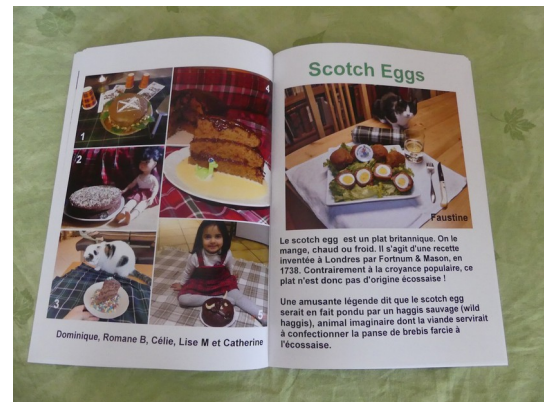 1
2
3
4
5
Dominique, Romane B, Célie, Lise M et Catherine
Scotch Eggs
Faustine
Le scotch egg est un plat britannique. On le
mange, chaud ou froid. Il s'agit d'une recette
inventée à Londres par Fortnum & Mason, en
1738. Contrairement à la croyance populaire, ce
plat n'est donc pas d'origine écossaise !
Une amusante légende dit que le scotch egg
serait en fait pondu par un haggis sauvage (wild
haggis), animal imaginaire dont la viande servirait
à confectionner la panse de brebis farcie à
l'écossaise.